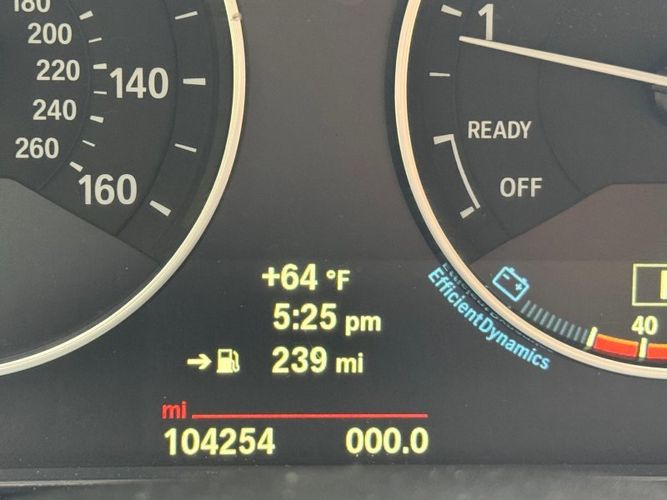 180
200
220
240
260
140
160
1
READY
OFF
+64 °F
5:25 pm
239 mi
mi
104254 000.0
EfficientDynamics
40